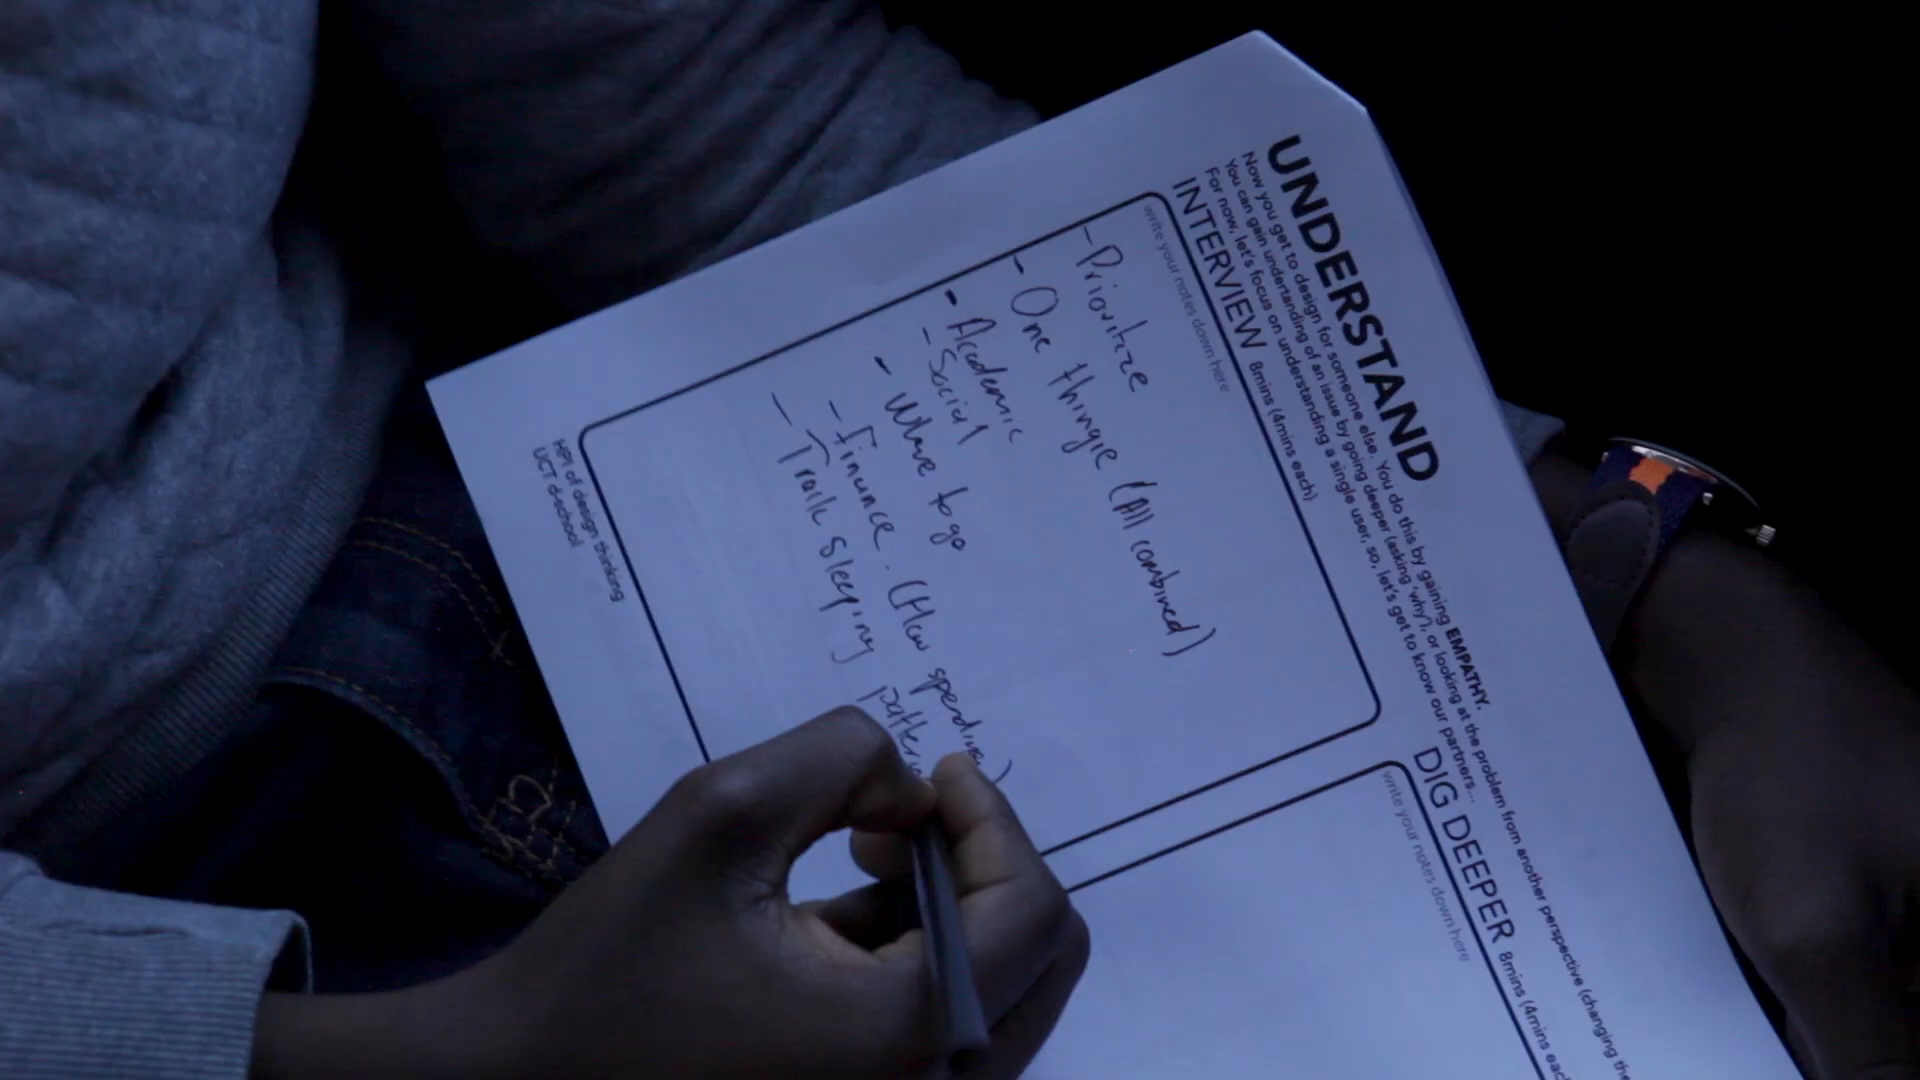 UNDERSTAND
Now you get to design for someone else. You do this by gaining EMPATHY.
You can gain undertanding of an issue by going deeper (asking 'why'), or looking at the problem from another perspective (changing the
For now, let's focus on understanding a single user, so, let's get to know our partners...
INTERVIEW 8mins (4mins each)
write your notes down here
- Prioritize
- One thinge (All combined)
- Academic
- Social
- Where to go
- Finance. (How spending)
- Track sleeping pattern
HPI of design thinking
UCT d-school
DIG DEEPER 8mins (4mins each
write your notes down here